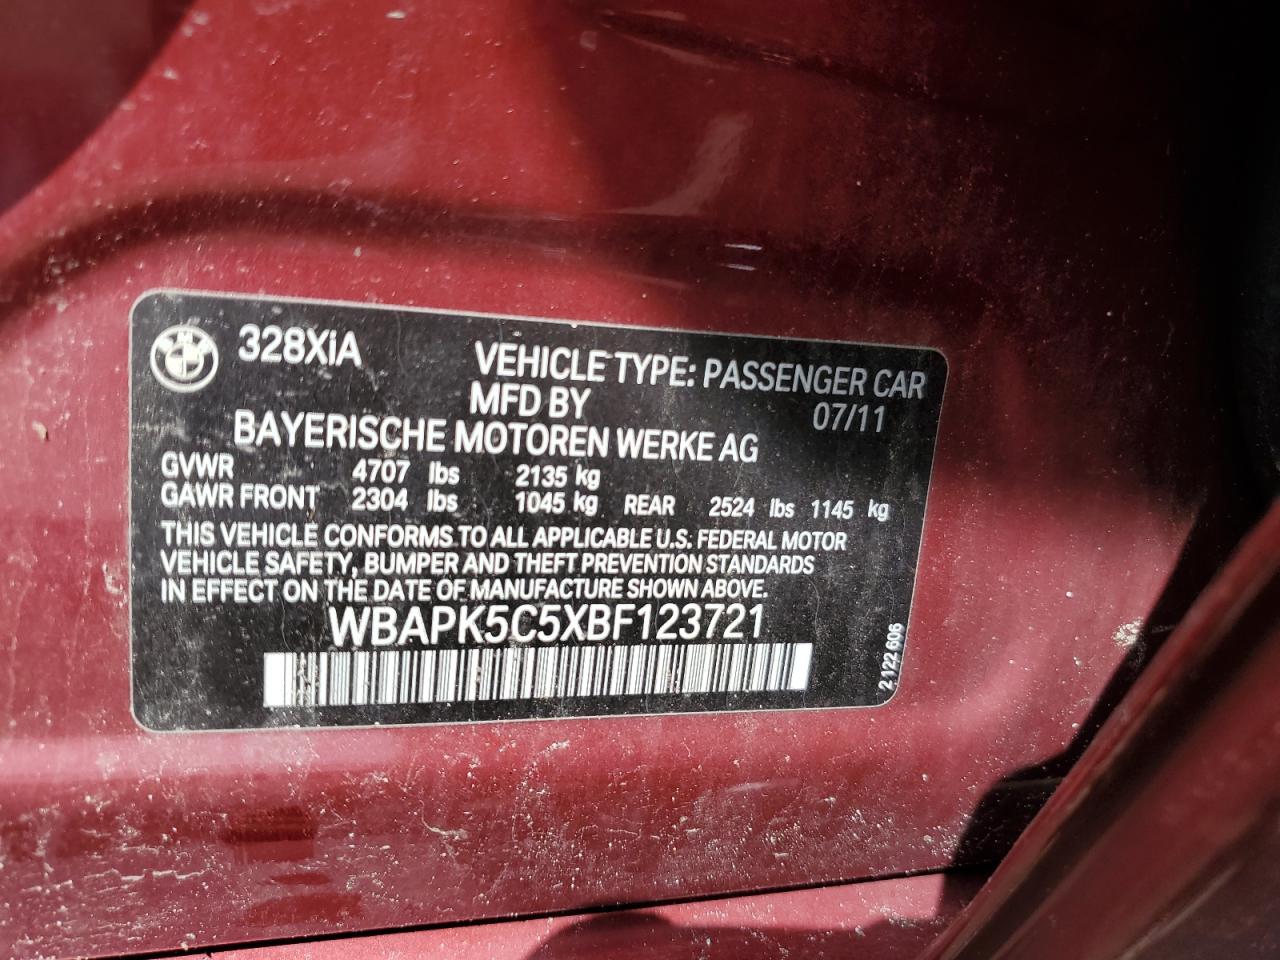 328XiA
VEHICLE TYPE: PASSENGER CAR
MFD BY 07/11
BAYERISCHE MOTOREN WERKE AG
GVWR 4707 lbs 2135 kg
GAWR FRONT 2304 lbs 1045 kg REAR 2524 lbs 1145 kg
THIS VEHICLE CONFORMS TO ALL APPLICABLE U.S. FEDERAL MOTOR
VEHICLE SAFETY, BUMPER AND THEFT PREVENTION STANDARDS
IN EFFECT ON THE DATE OF MANUFACTURE SHOWN ABOVE.
WBAPK5C5XBF123721
2 122 606